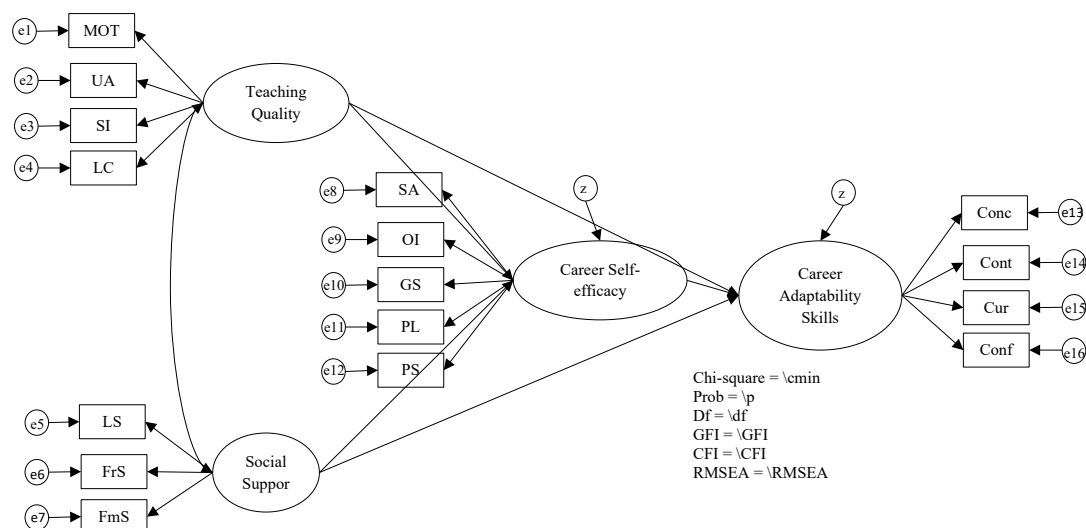 e1
MOT
e2
UA
e3
SI
e4
LC
Teaching
Quality
e8
SA
e9
OI
e10
GS
e11
PL
e12
PS
z
Career Self-
efficacy
z
Career
Adaptability
Skills
Conc
e13
Cont
e14
Cur
e15
Conf
e16
e5
LS
e6
FrS
e7
FmS
Social
Suppor
Chi-square = \cmin
Prob = \p
Df = \df
GFI = \GFI
CFI = \CFI
RMSEA = \RMSEA